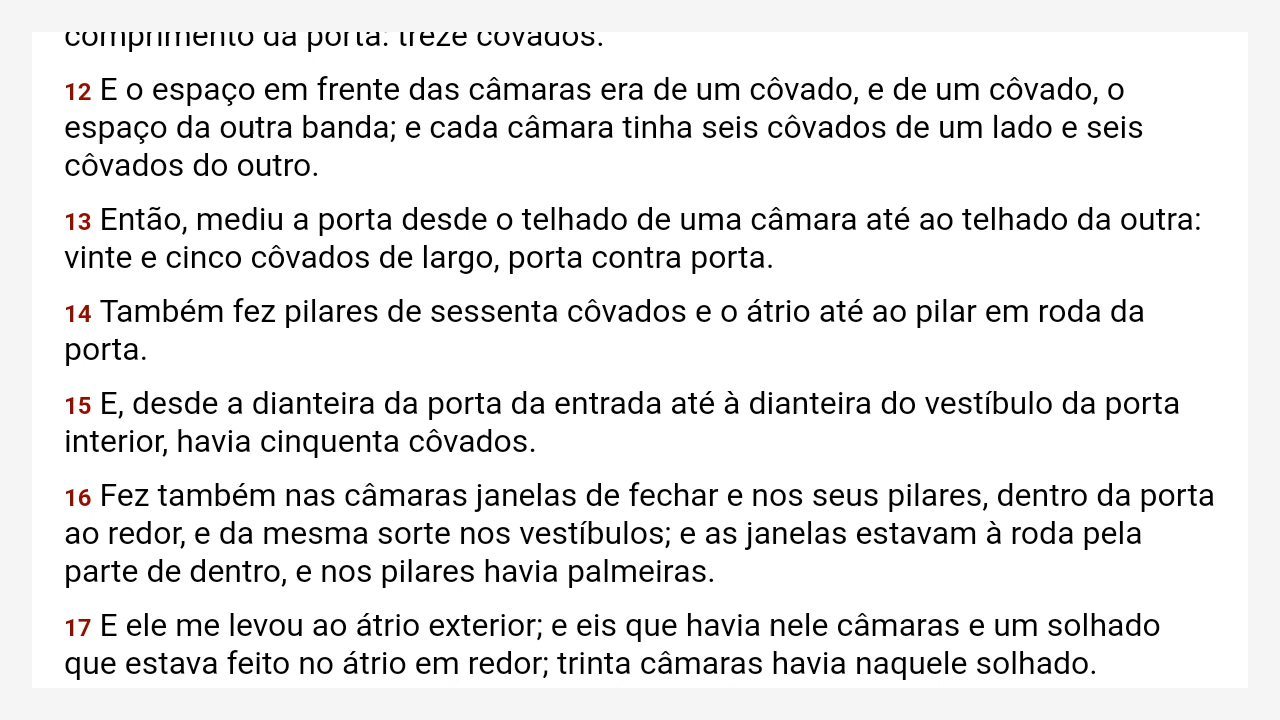 comprimento da porta: treze côvados.
12 E o espaço em frente das câmaras era de um côvado, e de um côvado, o
espaço da outra banda; e cada câmara tinha seis côvados de um lado e seis
côvados do outro.
13 Então, mediu a porta desde o telhado de uma câmara até ao telhado da outra:
vinte e cinco côvados de largo, porta contra porta.
14 Também fez pilares de sessenta côvados e o átrio até ao pilar em roda da
porta.
15 E, desde a dianteira da porta da entrada até à dianteira do vestíbulo da porta
interior, havia cinquenta côvados.
16 Fez também nas câmaras janelas de fechar e nos seus pilares, dentro da porta
ao redor, e da mesma sorte nos vestíbulos; e as janelas estavam à roda pela
parte de dentro, e nos pilares havia palmeiras.
17 E ele me levou ao átrio exterior; e eis que havia nele câmaras e um solhado
que estava feito no átrio em redor; trinta câmaras havia naquele solhado.